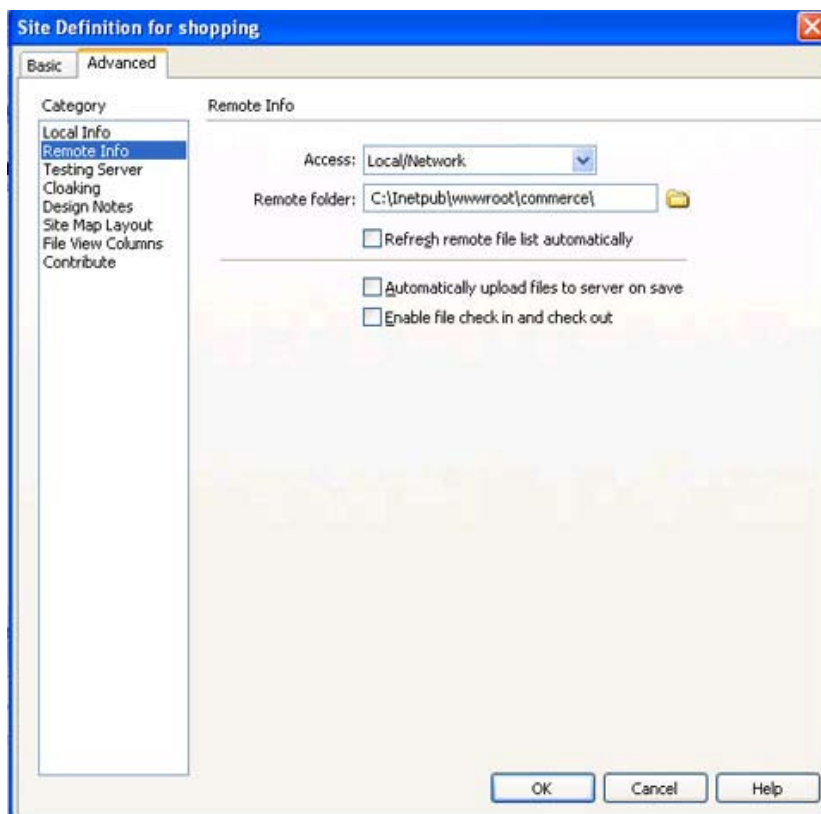 Site Definition for shopping
Basic
Advanced
Category
Local Info
Remote Info
Testing Server
Cloaking
Design Notes
Site Map Layout
File View Columns
Contribute
Remote Info
Access: Local/Network
Remote folder: C:\Inetpub\wwwroot\commerce\
Refresh remote file list automatically
Automatically upload files to server on save
Enable file check in and check out
OK
Cancel
Help